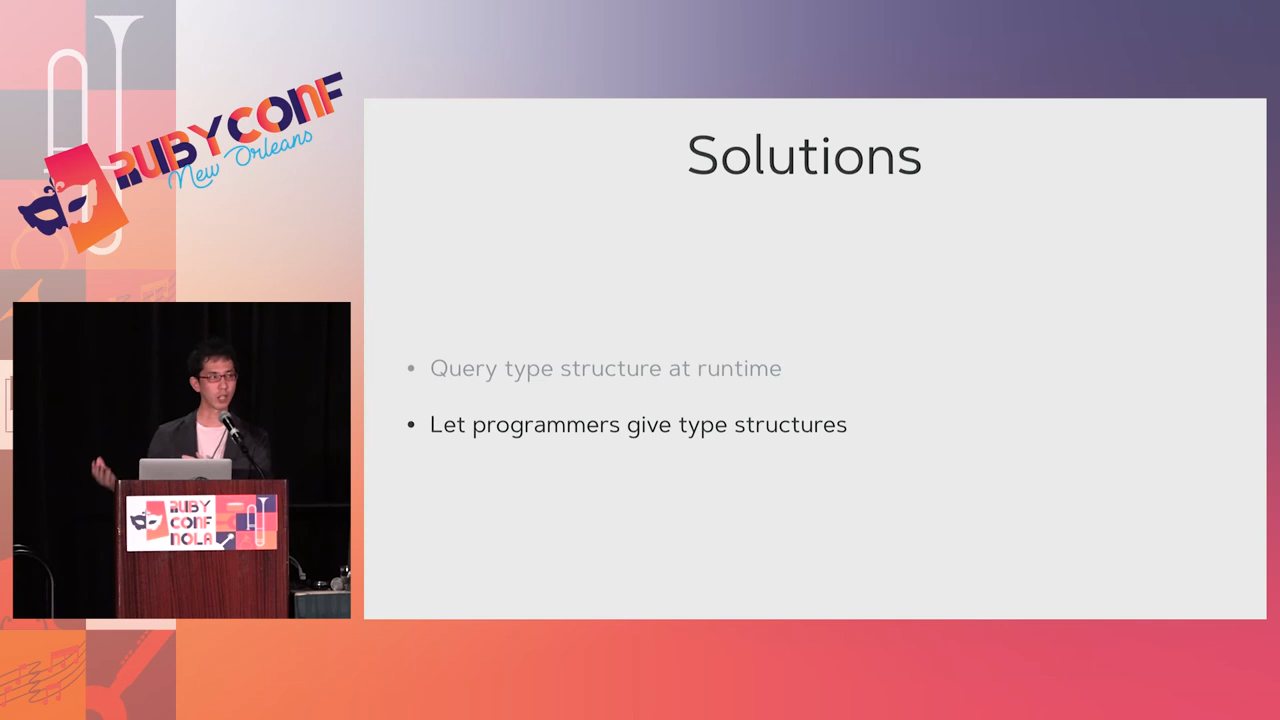 RUBYCONF
New Orleans
Solutions
• Query type structure at runtime
• Let programmers give type structures
RUBY
CONF
NOLA